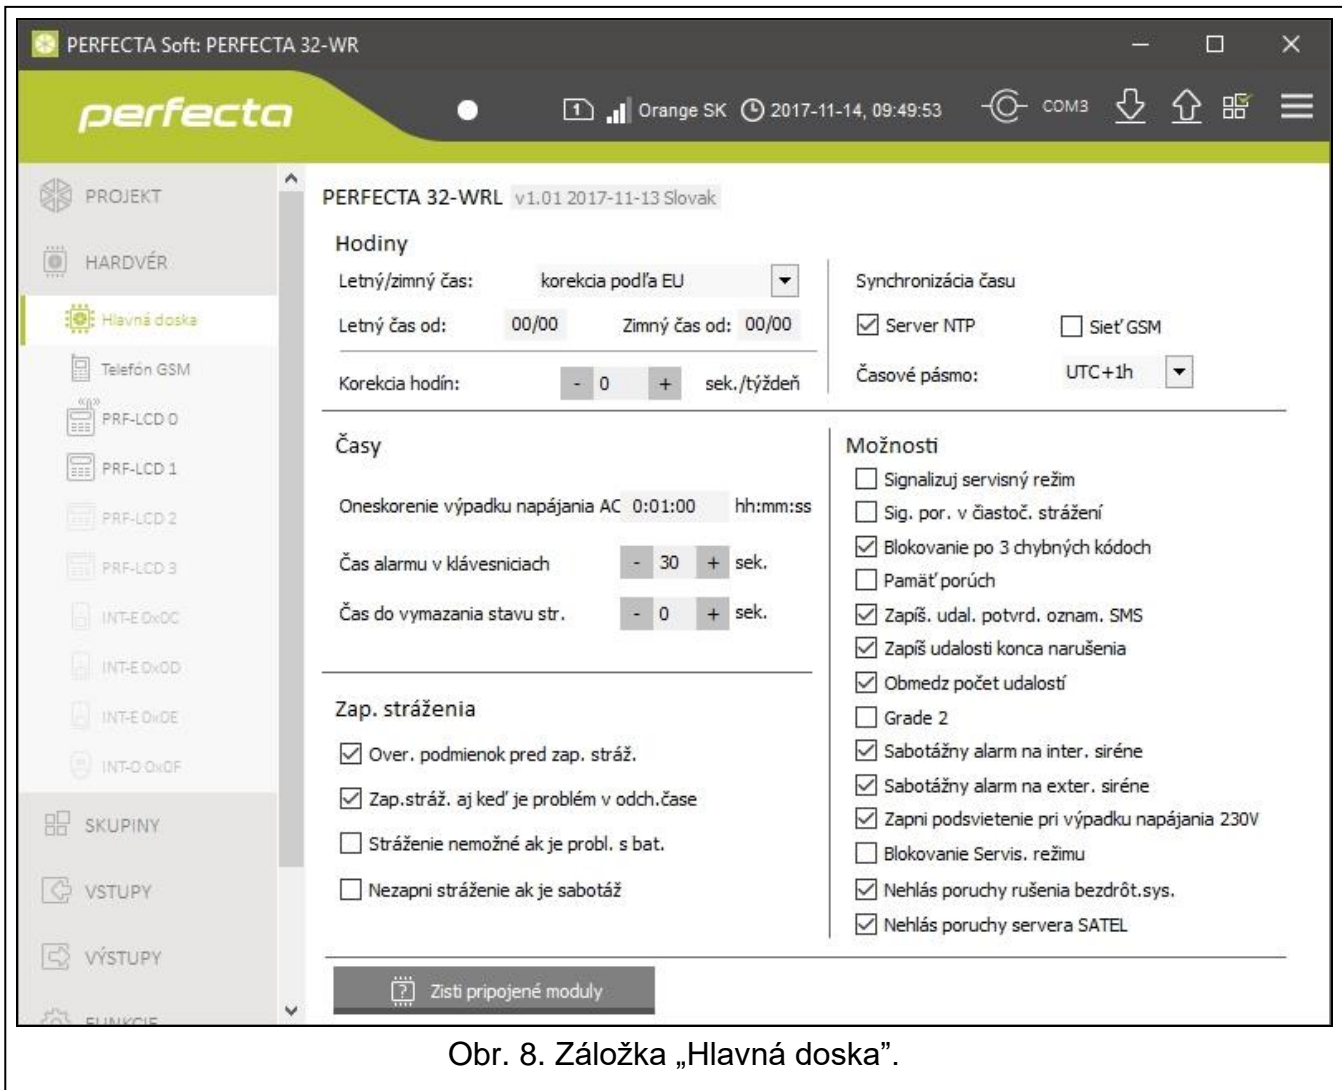 PERFECTA Soft: PERFECTA 32-WR
perfecta
1 Orange SK 2017-11-14, 09:49:53 COM3
PROJEKT
HARDVÉR
Hlavná doska
Telefón GSM
PRF-LCD 0
PRF-LCD 1
PRF-LCD 2
PRF-LCD 3
INT-E 0x0C
INT-E 0x0D
INT-E 0x0E
INT-O 0x0F
SKUPINY
VSTUPY
VÝSTUPY
FUNKCIE
PERFECTA 32-WRL v1.01 2017-11-13 Slovak
Hodiny
Letný/zimný čas: korekcia podľa EU
Letný čas od: 00/00 Zimný čas od: 00/00
Korekcia hodín: - 0 + sek./týždeň
Synchronizácia času
Server NTP Sieť GSM
Časové pásmo: UTC+1h
Časy
Oneskorenie výpadku napájania AC 0:01:00 hh:mm:ss
Čas alarmu v klávesniciach - 30 + sek.
Čas do vymazania stavu str. - 0 + sek.
Zap. stráženia
Over. podmienok pred zap. stráž.
Zap.stráž. aj keď je problém v odch.čase
Stráženie nemožné ak je probl. s bat.
Nezapni stráženie ak je sabotáž
Možnosti
Signalizuj servisný režim
Sig. por. v čiastoč. strážení
Blokovanie po 3 chybných kódoch
Pamäť porúch
Zapíš. udal. potvrd. oznam. SMS
Zapíš udalosti konca narušenia
Obmedz počet udalostí
Grade 2
Sabotážny alarm na inter. siréne
Sabotážny alarm na exter. siréne
Zapni podsvietenie pri výpadku napájania 230V
Blokovanie Servis. režimu
Nehlás poruchy rušenia bezdrôt.sys.
Nehlás poruchy servera SATEL
Zisti pripojené moduly
Obr. 8. Záložka „Hlavná doska”.